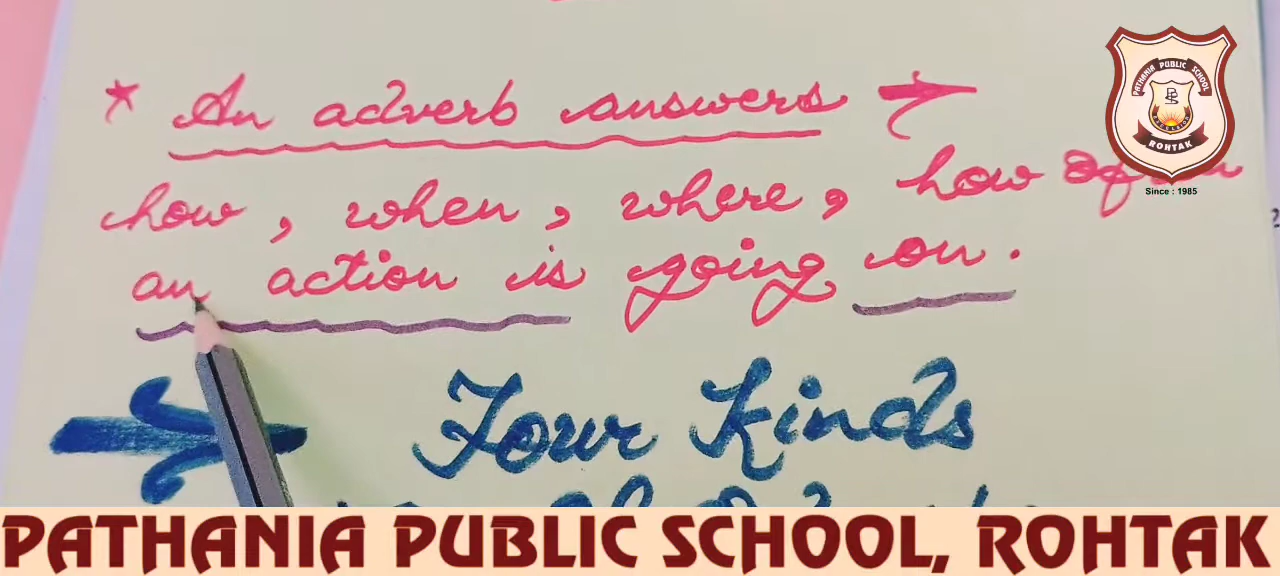 * An adverb answers →
how, when, where, how often
an action is going on.
Four Kinds
PATHANIA PUBLIC SCHOOL
ROHTAK
Since : 1985
PATHANIA PUBLIC SCHOOL, ROHTAK